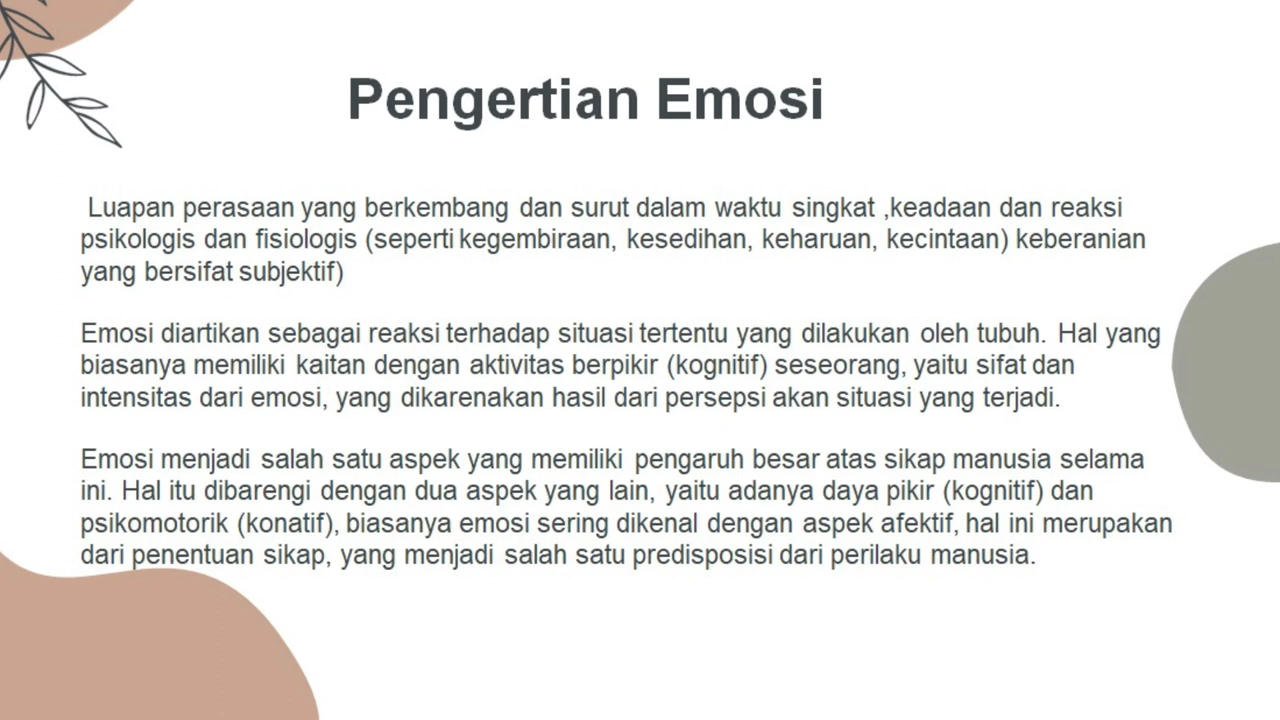 Pengertian Emosi
Luapan perasaan yang berkembang dan surut dalam waktu singkat ,keadaan dan reaksi
psikologis dan fisiologis (seperti kegembiraan, kesedihan, keharuan, kecintaan) keberanian
yang bersifat subjektif)
Emosi diartikan sebagai reaksi terhadap situasi tertentu yang dilakukan oleh tubuh. Hal yang
biasanya memiliki kaitan dengan aktivitas berpikir (kognitif) seseorang, yaitu sifat dan
intensitas dari emosi, yang dikarenakan hasil dari persepsi akan situasi yang terjadi.
Emosi menjadi salah satu aspek yang memiliki pengaruh besar atas sikap manusia selama
ini. Hal itu dibarengi dengan dua aspek yang lain, yaitu adanya daya pikir (kognitif) dan
psikomotorik (konatif), biasanya emosi sering dikenal dengan aspek afektif, hal ini merupakan
dari penentuan sikap, yang menjadi salah satu predisposisi dari perilaku manusia.